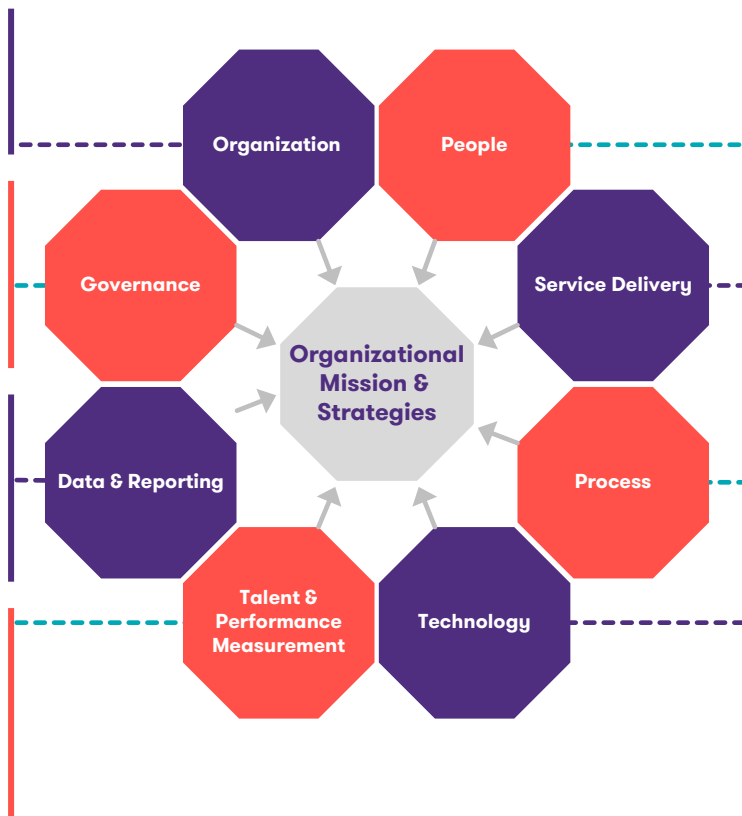 Organization
People
Governance
Service Delivery
Organizational
Mission &
Strategies
Data & Reporting
Process
Talent &
Performance
Measurement
Technology